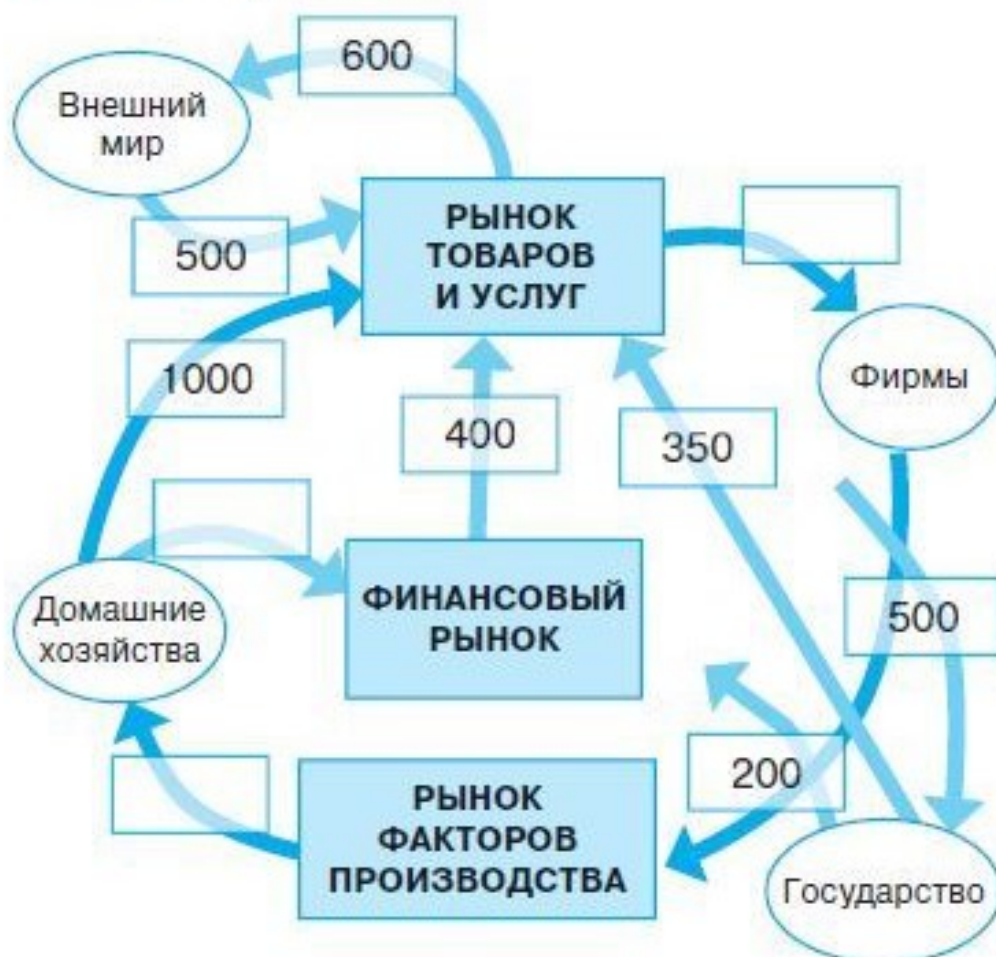 600
Внешний
мир
РЫНОК
ТОВАРОВ
И УСЛУГ
500
1000
Фирмы
400
350
ФИНАНСОВЫЙ
РЫНОК
Домашние
хозяйства
500
200
РЫНОК
ФАКТОРОВ
ПРОИЗВОДСТВА
Государство